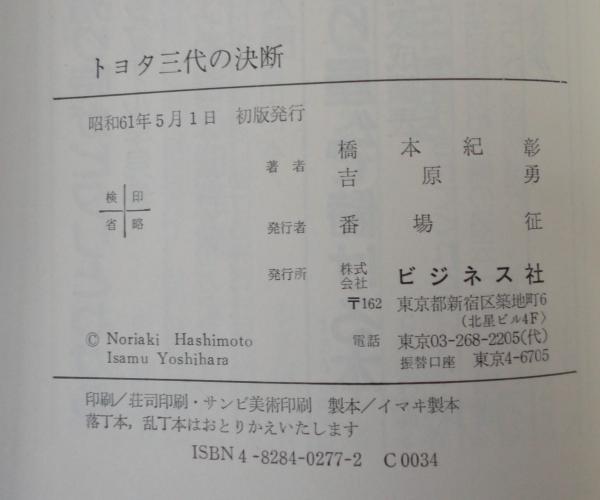 トヨタ三代の決断
昭和61年5月1日 初版発行
著者 橋本紀彰
吉原勇
検印
省略
発行者 番場征
発行所 株式会社 ビジネス社
〒162 東京都新宿区築地町6
(北星ビル4F)
電話 東京03-268-2205(代)
振替口座 東京4-6705
© Noriaki Hashimoto
Isamu Yoshihara
印刷/荘司印刷・サンビ美術印刷 製本/イマヰ製本
落丁本,乱丁本はおとりかえいたします
ISBN4-8284-0277-2 C0034